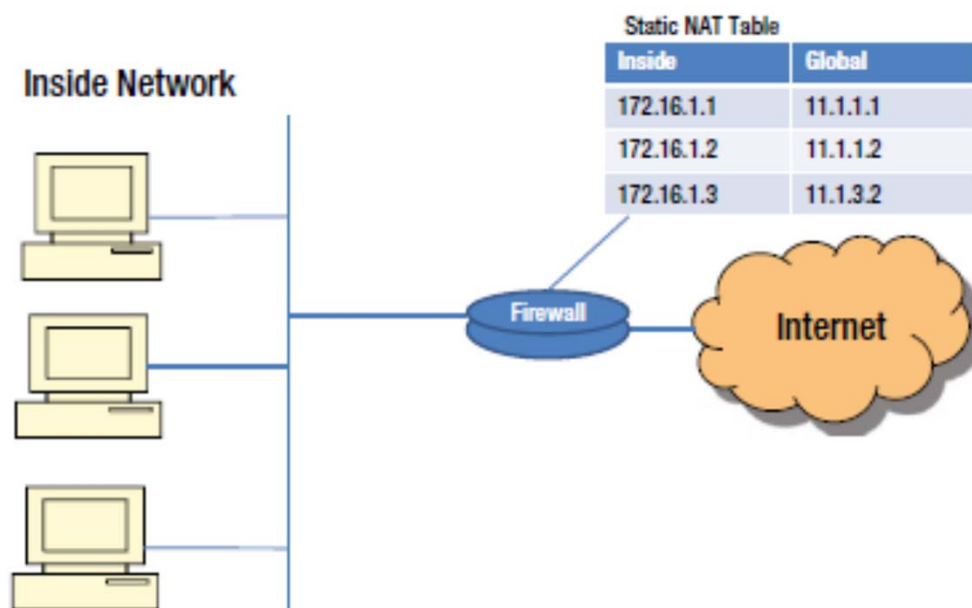 Static NAT Table
Inside Global
Inside Network
172.16.1.1 11.1.1.1
172.16.1.2 11.1.1.2
172.16.1.3 11.1.3.2
Firewall
Internet